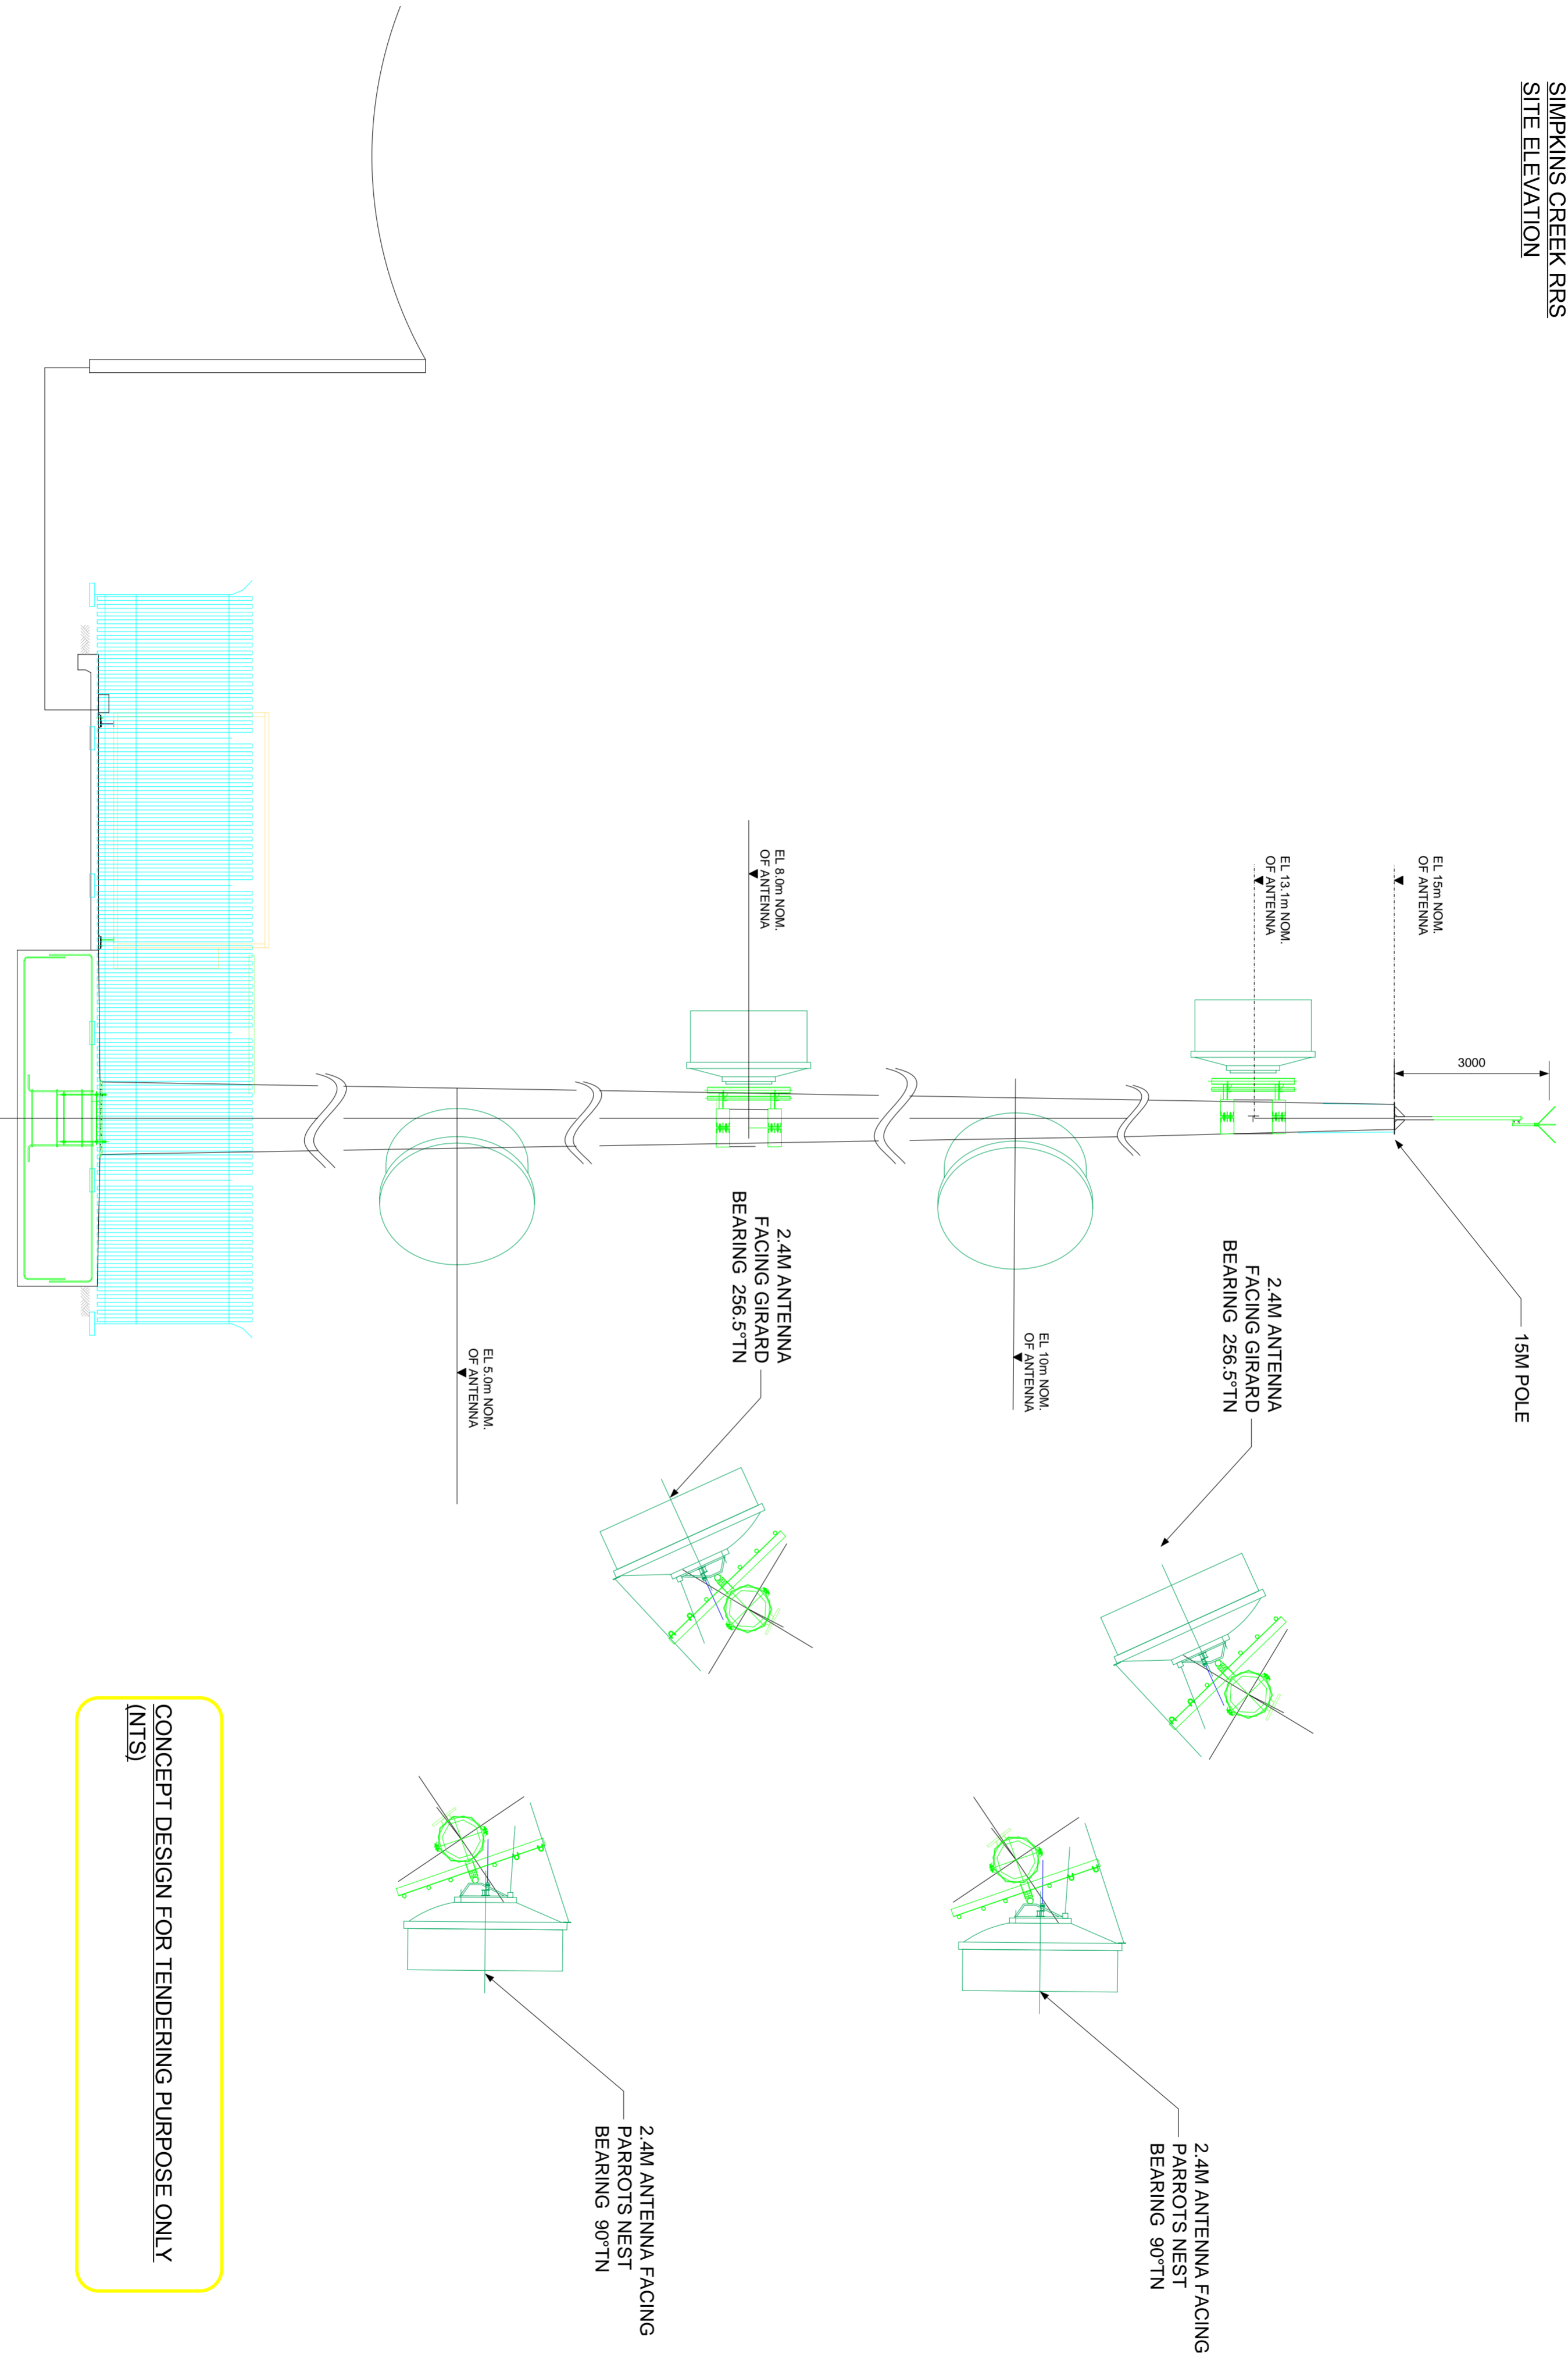 SIMPKINS CREEK RRS
SITE ELEVATION
3000
EL 15m NOM.
OF ANTENNA
15M POLE
EL 13.1m NOM.
OF ANTENNA
2.4M ANTENNA
FACING GIRARD
BEARING 256.5°TN
EL 10m NOM.
OF ANTENNA
2.4M ANTENNA FACING
PARROTS NEST
BEARING 90°TN
EL 8.0m NOM.
OF ANTENNA
2.4M ANTENNA
FACING GIRARD
BEARING 256.5°TN
EL 5.0m NOM.
OF ANTENNA
2.4M ANTENNA FACING
PARROTS NEST
BEARING 90°TN
CONCEPT DESIGN FOR TENDERING PURPOSE ONLY
(NTS)